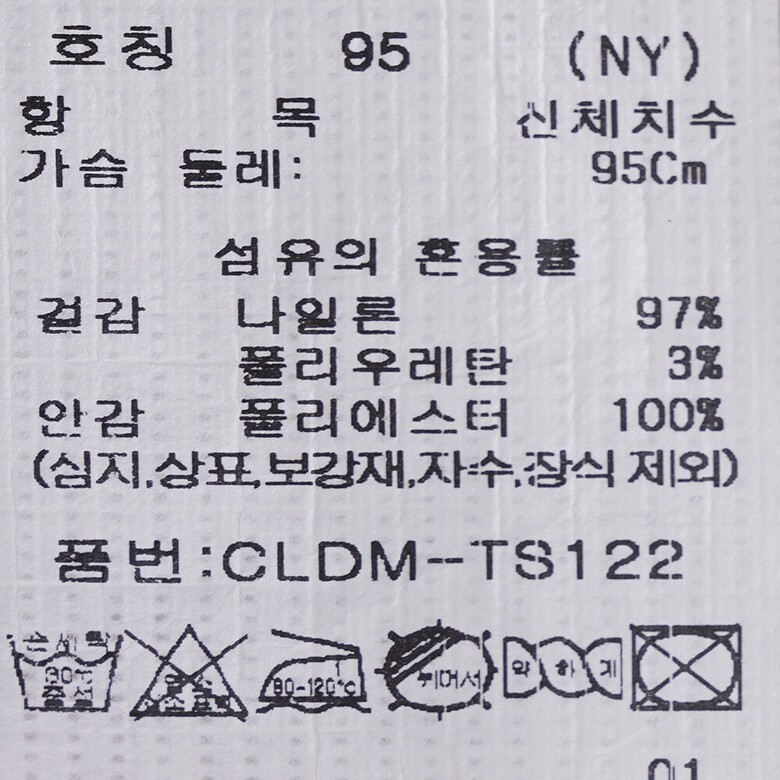 호칭 95 (NY)
항 목 신체치수
가슴 둘레: 95Cm
섬유의 혼용률
겉감 나일론 97%
폴리우레탄 3%
안감 폴리에스터 100%
(심지,상표,보강재,자수,장식 제외)
품번:CLDM-TS122
손세탁 30℃ 중성 80-120℃ 뉘어서 약하게
01